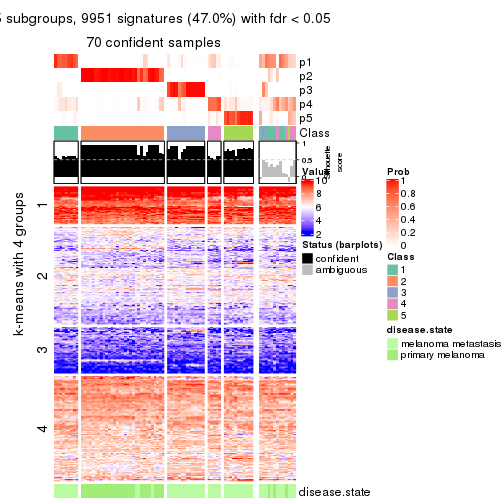 5 subgroups, 9951 signatures (47.0%) with fdr < 0.05
70 confident samples
p1
p2
p3
p4
p5
Class
1
0.5
0
silhouette
score
k-means with 4 groups
1
2
3
4
Value
10
8
6
4
2
Status (barplots)
confident
ambiguous
Prob
1
0.8
0.6
0.4
0.2
0
Class
1
2
3
4
5
disease.state
melanoma metastasis
primary melanoma
disease.state